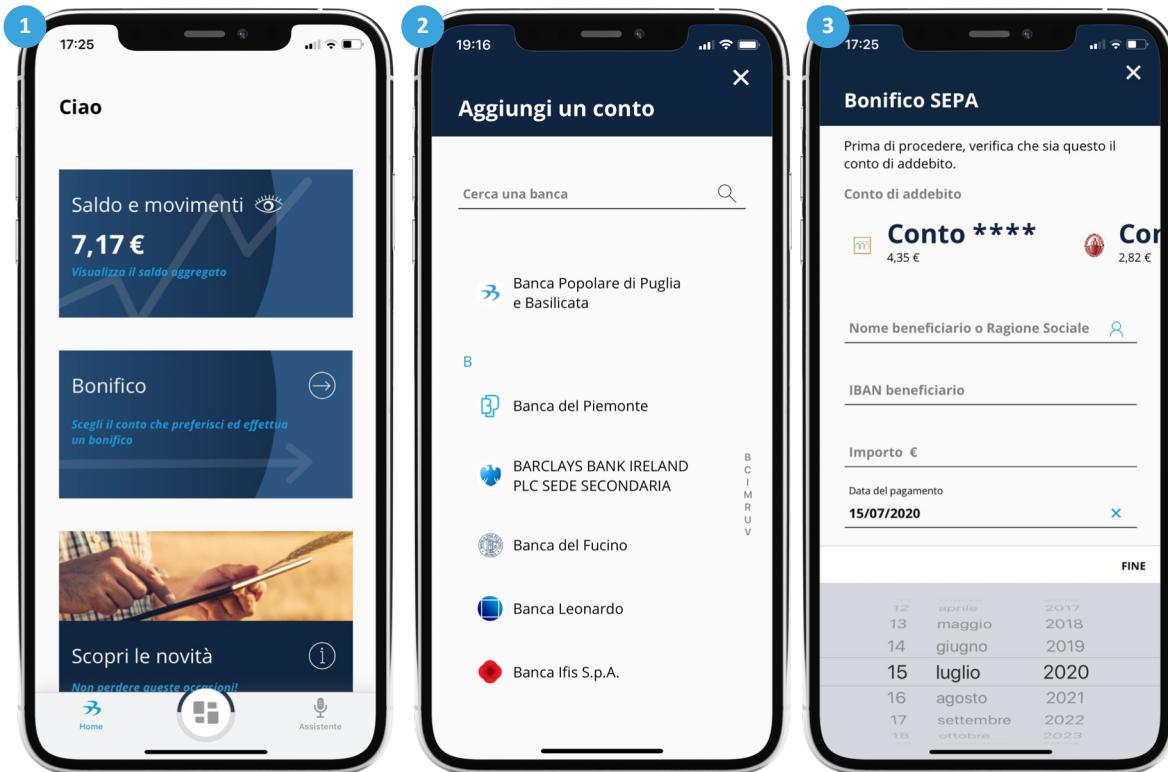 1
17:25
Ciao
Saldo e movimenti
7,17 €
Visualizza il saldo aggregato
Bonifico
Scegli il conto che preferisci ed effettua
un bonifico
Scopri le novità
Non perdere queste occasioni!
Home
Assistente
2
19:16
Aggiungi un conto
Cerca una banca
Banca Popolare di Puglia
e Basilicata
B
Banca del Piemonte
BARCLAYS BANK IRELAND
PLC SEDE SECONDARIA
Banca del Fucino
Banca Leonardo
Banca Ifis S.p.A.
B
C
I
M
R
U
V
3
17:25
Bonifico SEPA
Prima di procedere, verifica che sia questo il
conto di addebito.
Conto di addebito
Conto ****
4,35 €
Con
2,82 €
Nome beneficiario o Ragione Sociale
IBAN beneficiario
Importo €
Data del pagamento
15/07/2020
FINE
12 aprile 2017
13 maggio 2018
14 giugno 2019
15 luglio 2020
16 agosto 2021
17 settembre 2022
18 ottobre 2023